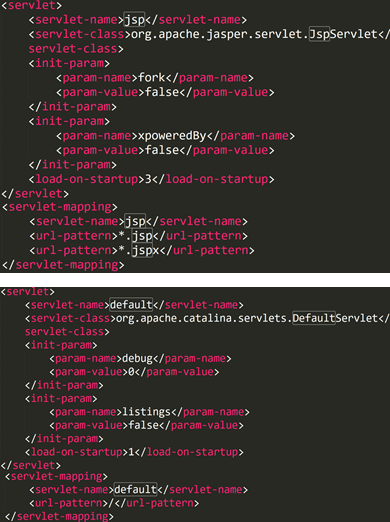 <servlet>
<servlet-name>jsp</servlet-name>
<servlet-class>org.apache.jasper.servlet.JspServlet</
servlet-class>
<init-param>
<param-name>fork</param-name>
<param-value>false</param-value>
</init-param>
<init-param>
<param-name>xpoweredBy</param-name>
<param-value>false</param-value>
</init-param>
<load-on-startup>3</load-on-startup>
</servlet>
<servlet-mapping>
<servlet-name>jsp</servlet-name>
<url-pattern>*.jsp</url-pattern>
<url-pattern>*.jspx</url-pattern>
</servlet-mapping>
<servlet>
<servlet-name>default</servlet-name>
<servlet-class>org.apache.catalina.servlets.DefaultServlet</
servlet-class>
<init-param>
<param-name>debug</param-name>
<param-value>0</param-value>
</init-param>
<init-param>
<param-name>listings</param-name>
<param-value>false</param-value>
</init-param>
<load-on-startup>1</load-on-startup>
</servlet>
<servlet-mapping>
<servlet-name>default</servlet-name>
<url-pattern>/</url-pattern>
</servlet-mapping>